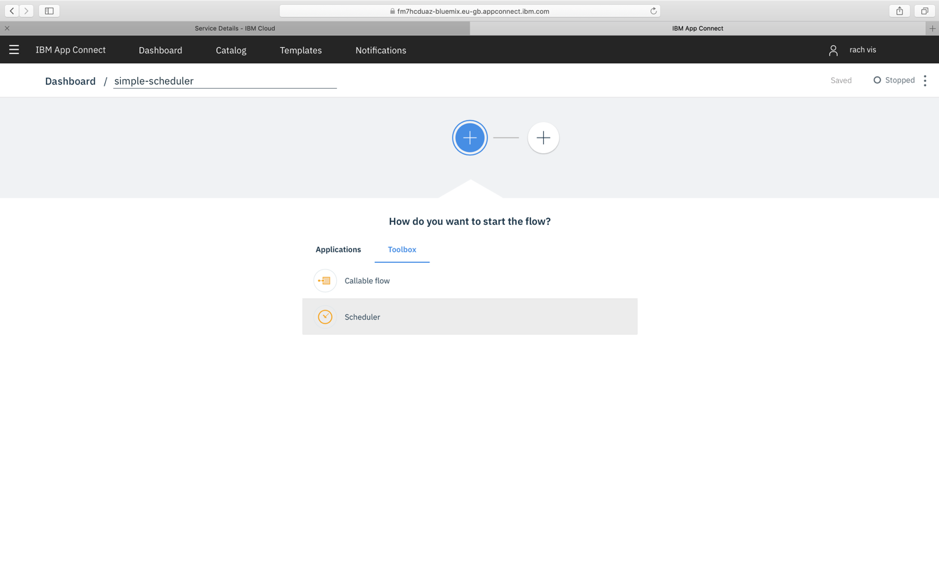 fm7hcduaz-bluemix.eu-gb.appconnect.ibm.com
Service Details - IBM Cloud
IBM App Connect
IBM App Connect
Dashboard
Catalog
Templates
Notifications
rach vis
Dashboard / simple-scheduler
Saved
Stopped
How do you want to start the flow?
Applications
Toolbox
Callable flow
Scheduler